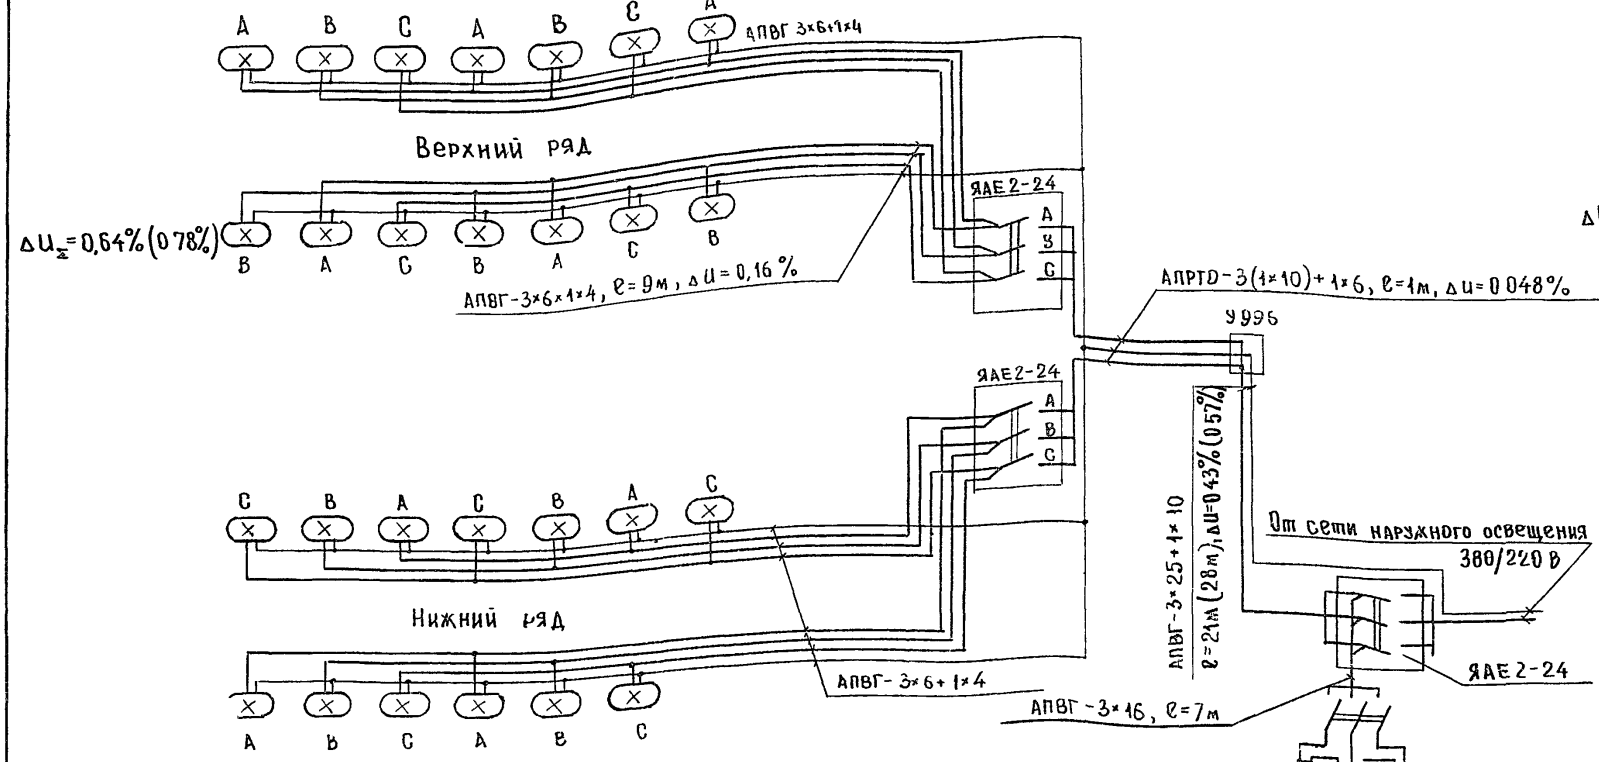 А В С А В С А
АПВГ 3×6+1×4
Верхний ряд
ЯАЕ2-24
А
В
С
ΔU_Σ=0,64%(0 78%)
В А С В А С В
АПВГ-3×6×1×4, ℓ=9м, ΔU=0,16%
АПРТО-3(1×10)+1×6, ℓ=1м, ΔU=0 048%
У996
ЯАЕ2-24
А
В
С
АПВГ-3×25+1×10
ℓ=21м(28м), ΔU=0 43%(0 57%)
С В А С В А С
От сети наружного освещения
380/220 В
Нижний ряд
АПВГ-3×6+1×4
ЯАЕ2-24
АПВГ-3×16, ℓ=7м
А В С А В С